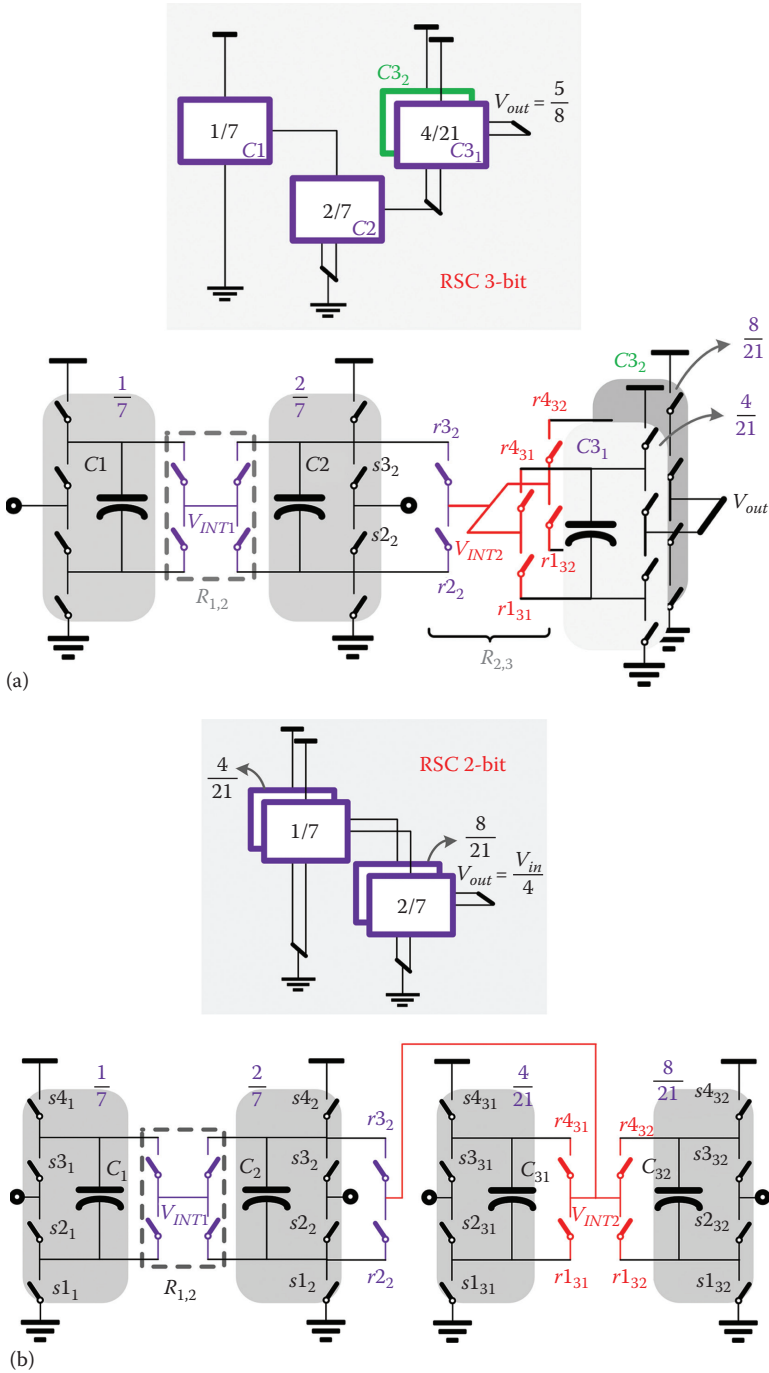 C3₂
V_out = 5/8
1/7
C1
4/21
C3₁
2/7
C2
RSC 3-bit
8/21
1/7
2/7
C3₂
4/21
r4₃₂
r3₂
r4₃₁
C3₁
C1
C2
s3₂
V_INT1
V_INT2
V_out
s2₂
r1₃₂
r2₂
r1₃₁
R_1,2
R_2,3
(a)
RSC 2-bit
4/21
1/7
8/21
V_out = V_in/4
2/7
1/7
2/7
4/21
8/21
s4₁
s4₂
r3₂
s4₃₁
r4₃₁
r4₃₂
s4₃₂
s3₁
C₁
C₂
s3₂
s3₃₁
C₃₁
C₃₂
s3₃₂
V_INT1
V_INT2
s2₁
s2₂
s2₃₁
s2₃₂
s1₁
R_1,2
s1₂
r2₂
s1₃₁
r1₃₁
r1₃₂
s1₃₂
(b)